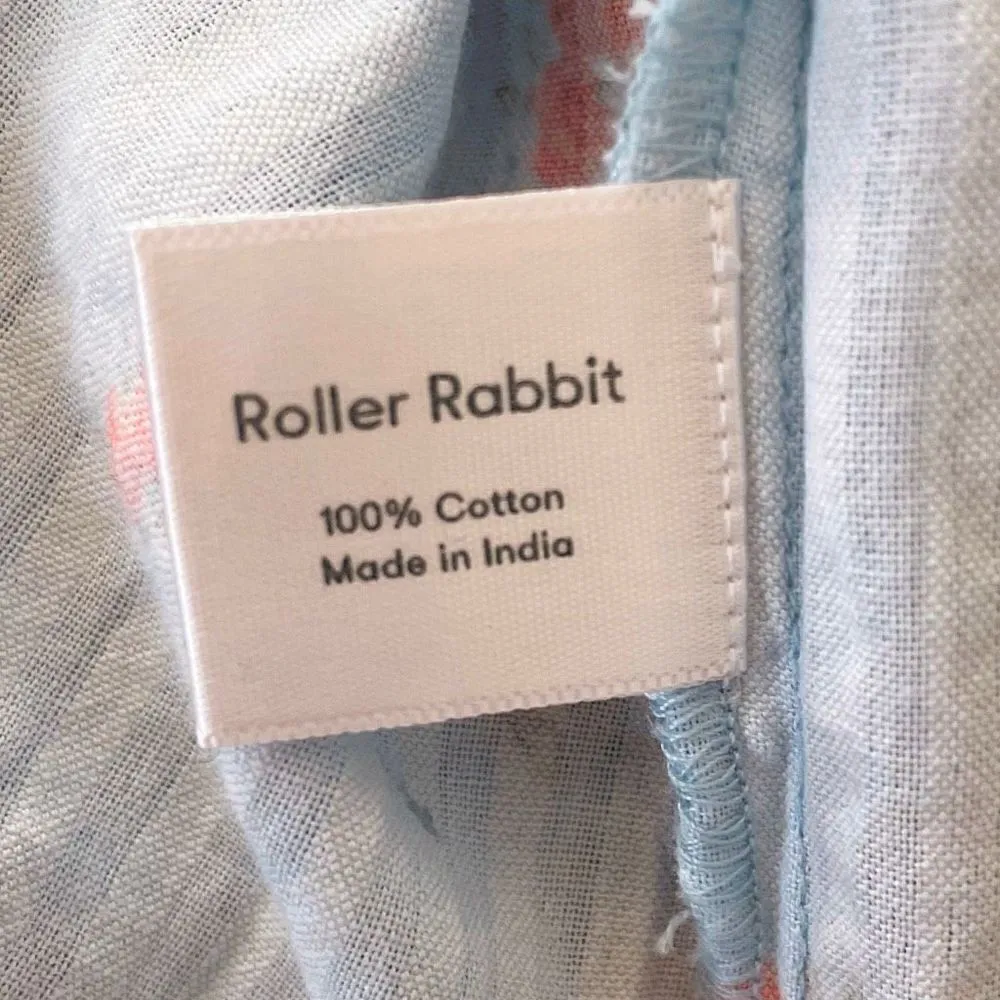 Roller Rabbit
100% Cotton
Made in India